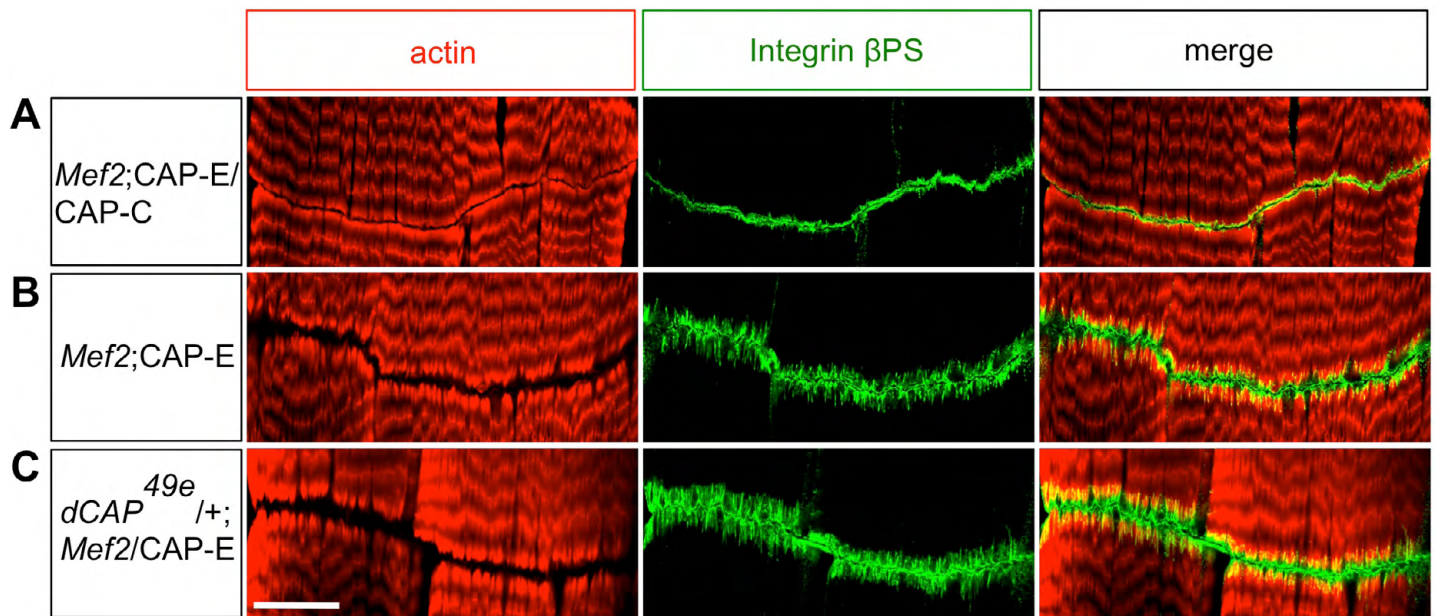 actin
Integrin βPS
merge
A
Mef2;CAP-E/
CAP-C
B
Mef2;CAP-E
C
dCAP49e/+;
Mef2/CAP-E